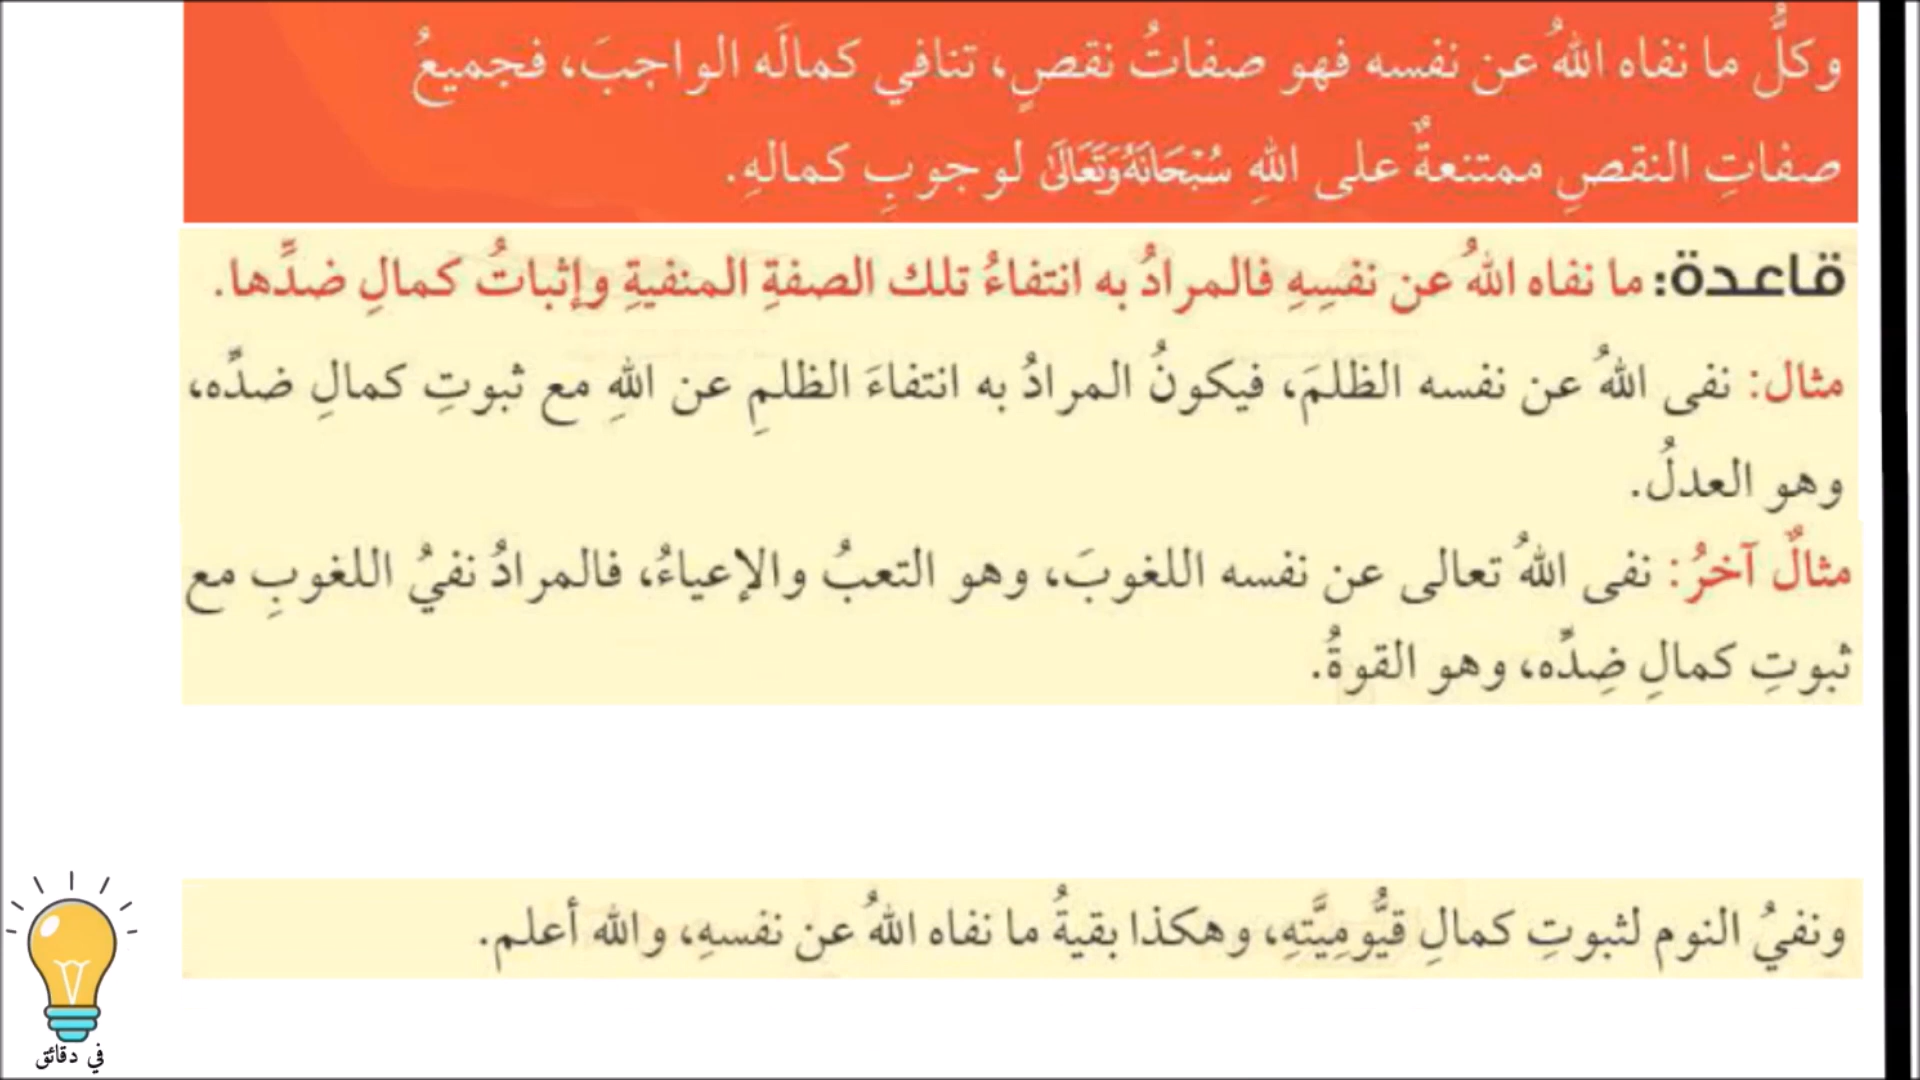 وكلُّ ما نفاه اللهُ عن نفسه فهو صفاتُ نقصٍ، تنافي كمالَه الواجبَ، فجميعُ
صفاتِ النقصِ ممتنعةٌ على اللهِ سُبْحَانَهُ وَتَعَالَىٰ لوجوبِ كمالهِ.
قاعدة: ما نفاه اللهُ عن نفسِهِ فالمرادُ به انتفاءُ تلك الصفةِ المنفيةِ وإثباتُ كمالِ ضدِّها.
مثال: نفى اللهُ عن نفسه الظلمَ، فيكونُ المرادُ به انتفاءَ الظلمِ عن اللهِ مع ثبوتِ كمالِ ضدِّه،
وهو العدلُ.
مثالٌ آخرُ: نفى اللهُ تعالى عن نفسه اللغوبَ، وهو التعبُ والإعياءُ، فالمرادُ نفيُ اللغوبِ مع
ثبوتِ كمالِ ضِدِّه، وهو القوةُ.
ونفيُ النوم لثبوتِ كمالِ قيُّومِيَّتِهِ، وهكذا بقيةُ ما نفاه اللهُ عن نفسهِ، والله أعلم.
في دقائق